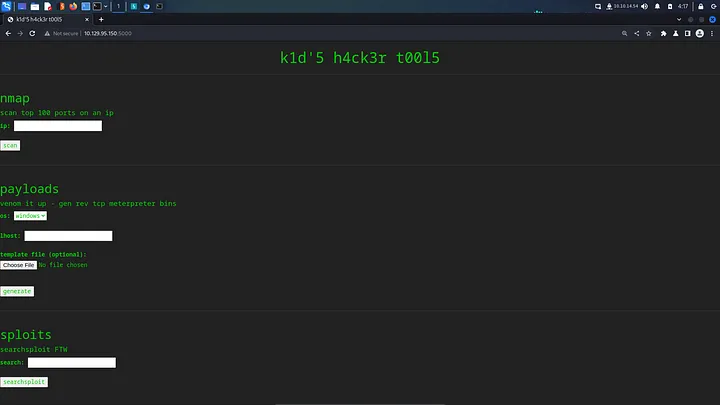 10.10.14.34
4:17
k1d'5 h4ck3r t00l5
Not secure 10.129.95.150:5000
k1d'5 h4ck3r t00l5
nmap
scan top 100 ports on an ip
ip:
scan
payloads
venom it up - gen rev tcp meterpreter bins
os: windows
lhost:
template file (optional):
Choose File No file chosen
generate
sploits
searchsploit FTW
search:
searchsploit